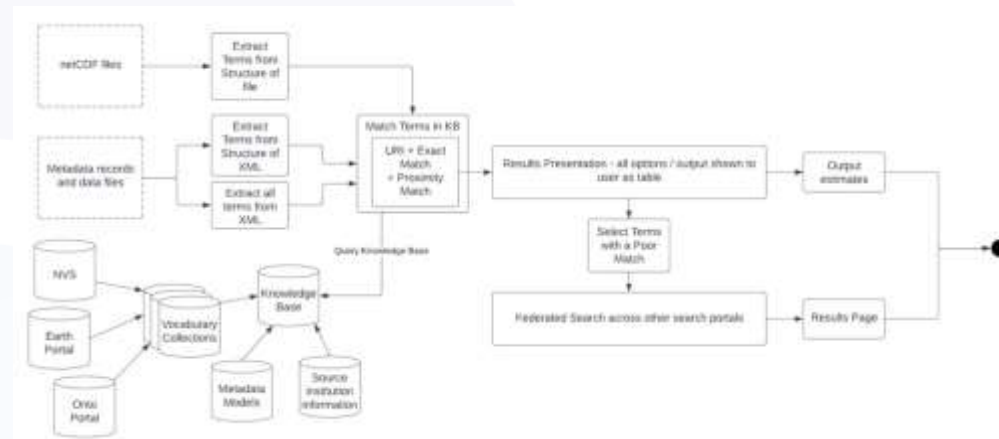 netCDF files
Extract
Terms from
Structure of
file
Metadata records
and data files
Extract
Terms from
Structure of
XML
Extract all
terms from
XML
Match Terms in KB
URI + Exact
Match
+ Proximity
Match
Query Knowledge Base
Results Presentation - all options / output shown to
user as table
Output
estimates
Select Terms
with a Poor
Match
Federated Search across other search portals
Results Page
NVS
Earth
Portal
Onto
Portal
Vocabulary
Collections
Knowledge
Base
Metadata
Models
Source
institution
information